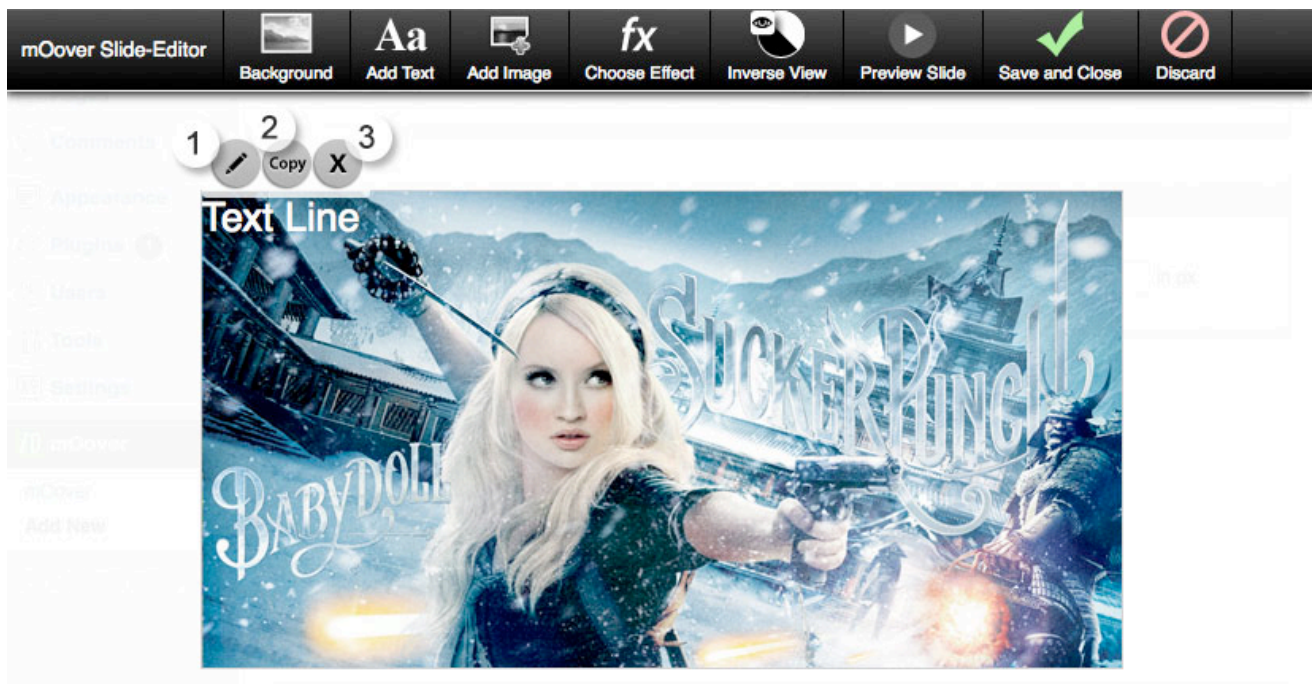 mOover Slide-Editor
Background
Aa
Add Text
Add Image
fx
Choose Effect
Inverse View
Preview Slide
Save and Close
Discard
1
2
3
Copy
X
Comments
Appearance
Plugins
Users
Tools
Settings
mOover
mOover
Add New
in px
Text Line
SUCKER PUNCH
BABYDOLL